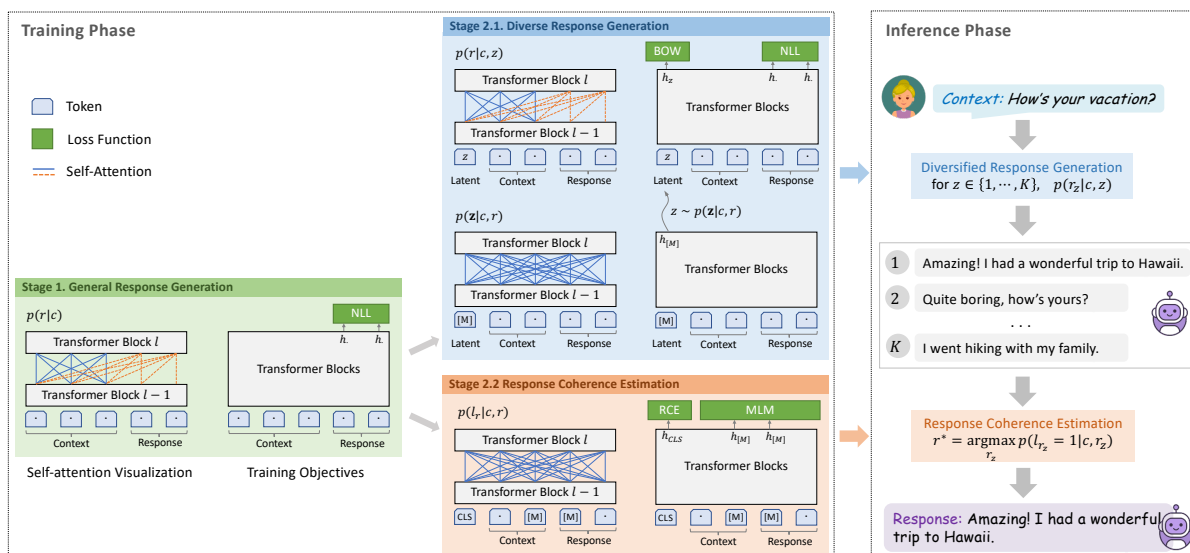 Training Phase
Token
Loss Function
Self-Attention
Stage 1. General Response Generation
p(r|c)
Transformer Block l
Transformer Block l − 1
· · · · ·
Context Response
NLL
h. h.
Transformer Blocks
· · · · ·
Context Response
Self-attention Visualization
Training Objectives
Stage 2.1. Diverse Response Generation
p(r|c, z)
Transformer Block l
Transformer Block l − 1
z · · · ·
Latent Context Response
BOW NLL
h_z h. h.
Transformer Blocks
z · · · ·
Latent Context Response
p(𝐳|c, r)
Transformer Block l
Transformer Block l − 1
[M] · · · ·
Latent Context Response
z ~ p(𝐳|c, r)
h_[M]
Transformer Blocks
[M] · · · ·
Latent Context Response
Stage 2.2 Response Coherence Estimation
p(l_r|c, r)
Transformer Block l
Transformer Block l − 1
CLS · [M] [M] ·
Context Response
RCE MLM
h_CLS h_[M] h_[M]
Transformer Blocks
CLS · [M] [M] ·
Context Response
Inference Phase
Context: How's your vacation?
Diversified Response Generation
for z ∈ {1, ⋯ , K}, p(r_z|c, z)
1 Amazing! I had a wonderful trip to Hawaii.
2 Quite boring, how's yours?
. . .
K I went hiking with my family.
Response Coherence Estimation
r* = argmax p(l_{r_z} = 1|c, r_z)
r_z
Response: Amazing! I had a wonderful
trip to Hawaii.